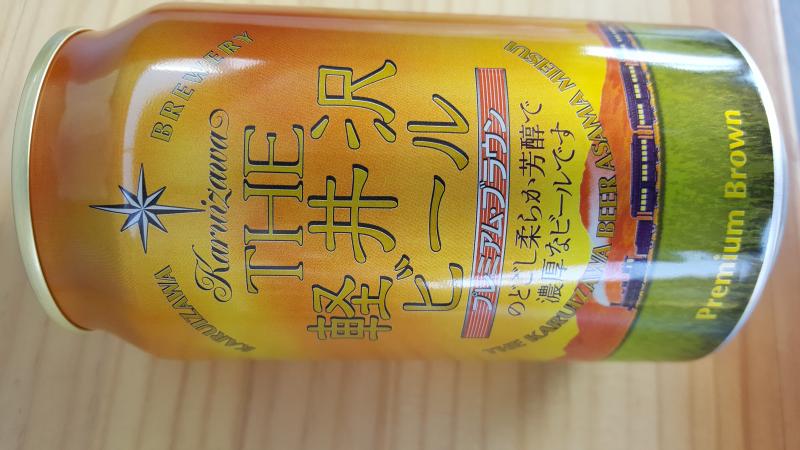 KARUIZAWA BREWERY
Karuizawa
THE
軽井沢
ビール
プレミアム・ブラウン
のどごし柔らか芳醇で
濃厚なビールです
THE KARUIZAWA BEER ASAMA MEISUI
Premium Brown